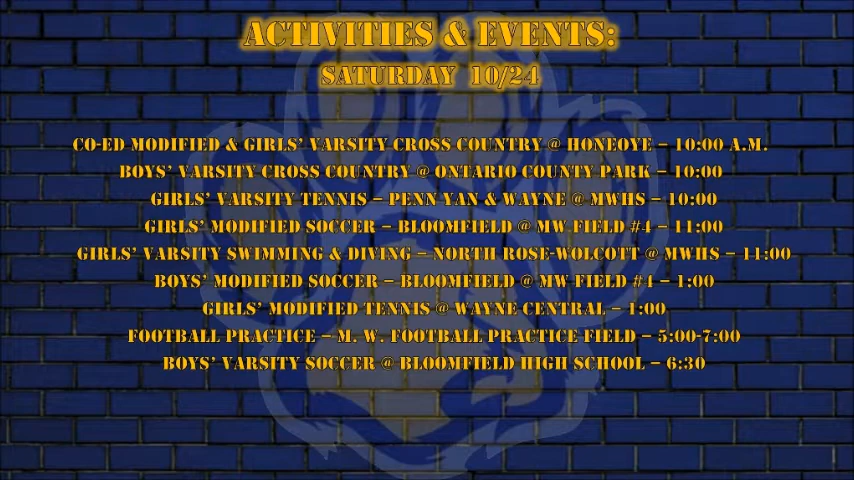 ACTIVITIES & EVENTS:
SATURDAY 10/24
CO-ED MODIFIED & GIRLS' VARSITY CROSS COUNTRY @ HONEOYE – 10:00 A.M.
BOYS' VARSITY CROSS COUNTRY @ ONTARIO COUNTY PARK – 10:00
GIRLS' VARSITY TENNIS – PENN YAN & WAYNE @ MWHS – 10:00
GIRLS' MODIFIED SOCCER – BLOOMFIELD @ MW FIELD #4 – 11:00
GIRLS' VARSITY SWIMMING & DIVING – NORTH ROSE-WOLCOTT @ MWHS – 11:00
BOYS' MODIFIED SOCCER – BLOOMFIELD @ MW FIELD #4 – 1:00
GIRLS' MODIFIED TENNIS @ WAYNE CENTRAL – 1:00
FOOTBALL PRACTICE – M. W. FOOTBALL PRACTICE FIELD – 5:00-7:00
BOYS' VARSITY SOCCER @ BLOOMFIELD HIGH SCHOOL – 6:30